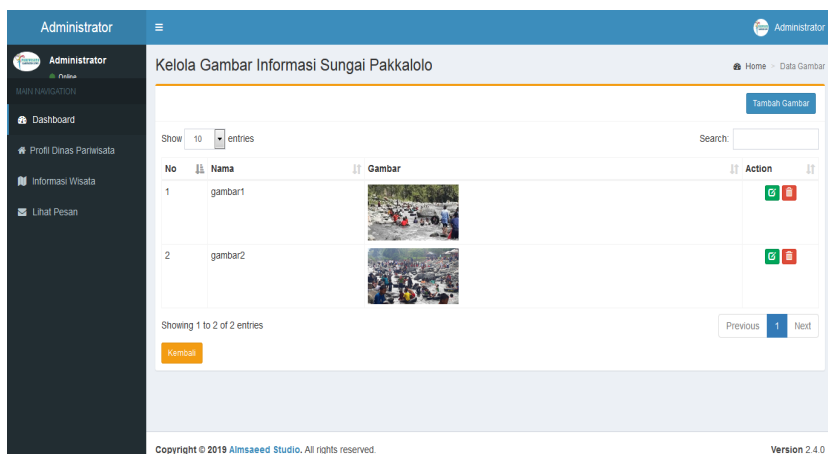 Administrator
Administrator
Administrator
Online
MAIN NAVIGATION
Dashboard
Profil Dinas Pariwisata
Informasi Wisata
Lihat Pesan
Kelola Gambar Informasi Sungai Pakkalolo
Home > Data Gambar
Tambah Gambar
Show 10 entries
Search:
No Nama Gambar Action
1 gambar1
2 gambar2
Showing 1 to 2 of 2 entries
Previous 1 Next
Kembali
Copyright © 2019 Almsaeed Studio. All rights reserved.
Version 2.4.0